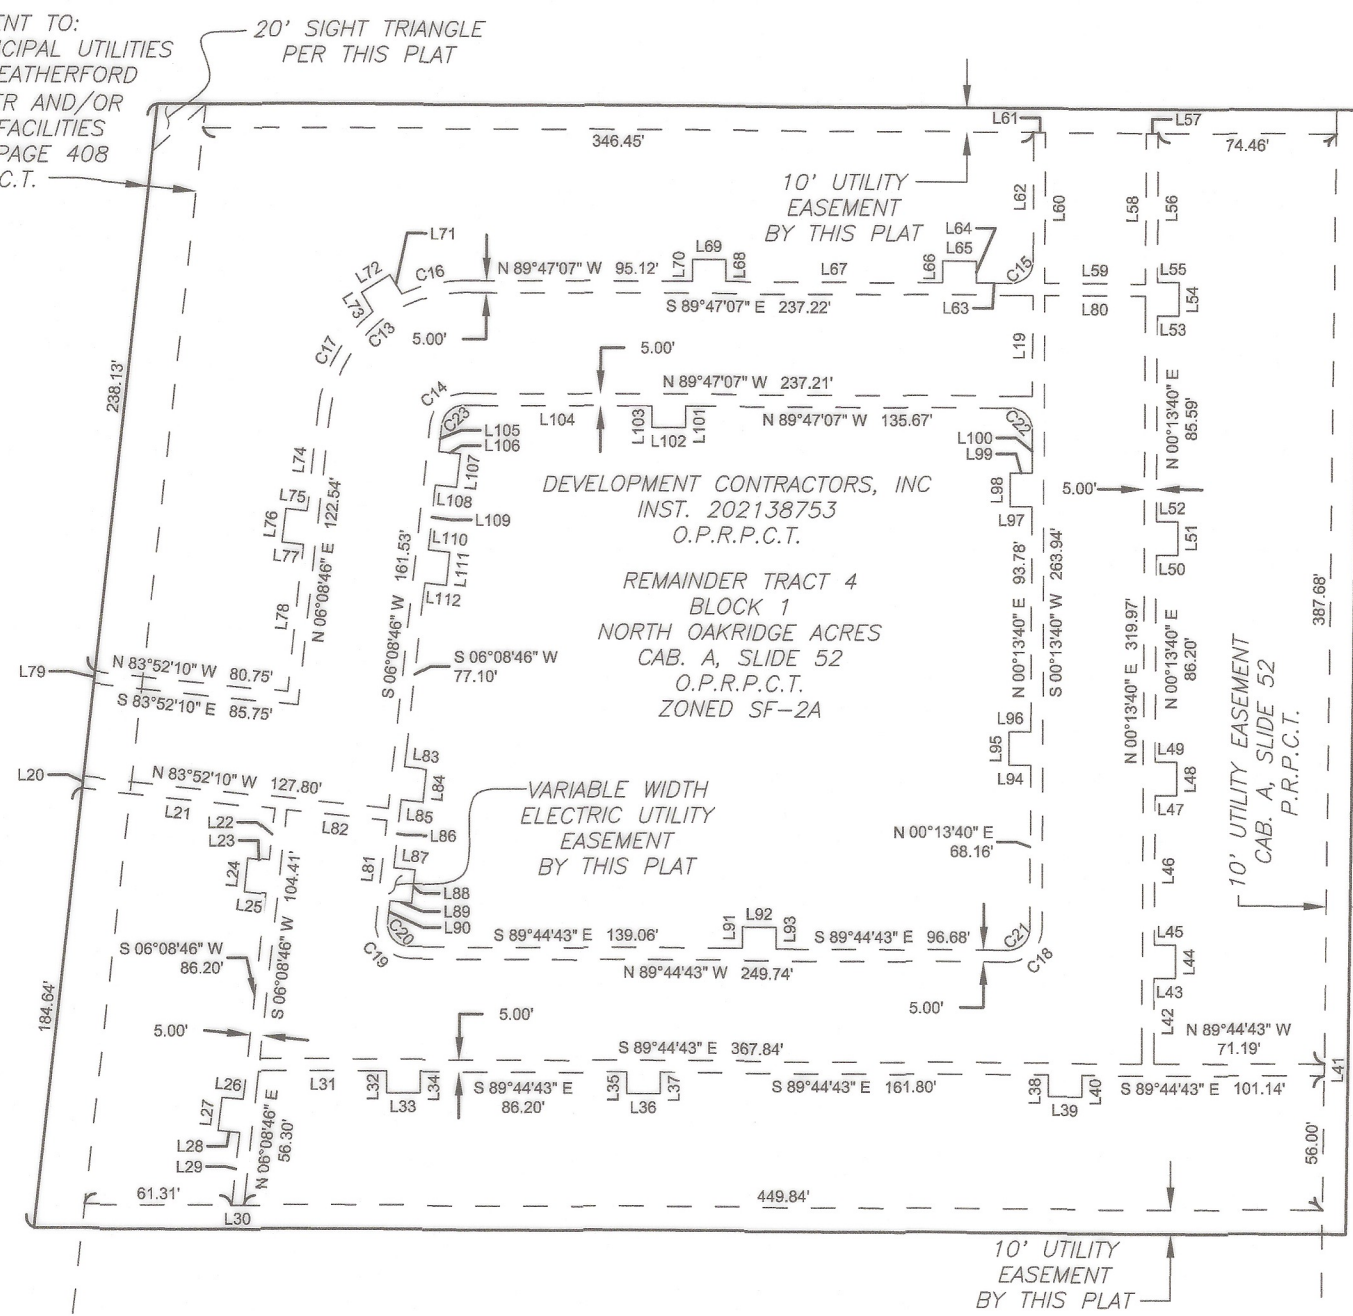 ENT TO:
ICIPAL UTILITIES
EATHERFORD
ER AND/OR
FACILITIES
PAGE 408
C.T.
20' SIGHT TRIANGLE
PER THIS PLAT
L61
L57
346.45'
74.46'
10' UTILITY
EASEMENT
BY THIS PLAT
L62
L60
L58
L56
L71
L64
L72
C16
N 89°47'07" W 95.12'
L70
L69
L68
L67
L66
L65
C15
L59
L55
L73
C13
S 89°47'07" E 237.22'
L63
L80
L54
L53
5.00'
C17
5.00'
L19
238.13'
C14
N 89°47'07" W 237.21'
N 00°13'40" E
85.59'
C23
L104
L103
L102
L101
N 89°47'07" W 135.67'
C22
L105
L106
L100
L99
L74
L107
L98
L75
L76
L77
L108
L109
L97
5.00'
L52
L51
L50
122.54'
N 06°08'46" E
L110
L111
L112
161.53'
S 06°08'46" W
DEVELOPMENT CONTRACTORS, INC
INST. 202138753
O.P.R.P.C.T.
REMAINDER TRACT 4
BLOCK 1
NORTH OAKRIDGE ACRES
CAB. A, SLIDE 52
O.P.R.P.C.T.
ZONED SF-2A
N 00°13'40" E 93.78'
S 00°13'40" W 263.94'
N 00°13'40" E 319.97'
N 00°13'40" E
86.20'
387.68'
L78
S 06°08'46" W
77.10'
L79
N 83°52'10" W 80.75'
S 83°52'10" E 85.75'
L96
L95
L94
10' UTILITY EASEMENT
CAB. A, SLIDE 52
P.R.P.C.T.
L20
N 83°52'10" W
127.80'
L21
L22
L23
L24
L25
L82
L83
L84
L85
L86
L81
L87
L88
L89
L90
VARIABLE WIDTH
ELECTRIC UTILITY
EASEMENT
BY THIS PLAT
N 00°13'40" E
68.16'
L49
L48
L47
L46
S 06°08'46" W 104.41'
C20
C19
S 89°44'43" E 139.06'
L91
L92
L93
S 89°44'43" E 96.68'
C21
C18
L45
L44
L43
L42
S 06°08'46" W
86.20'
N 89°44'43" W 249.74'
184.64'
5.00'
5.00'
5.00'
S 89°44'43" E 367.84'
N 89°44'43" W
71.19'
L41
L26
L27
L28
L29
L31
L32
L33
L34
S 89°44'43" E
86.20'
L35
L36
L37
S 89°44'43" E 161.80'
L38
L39
L40
S 89°44'43" E 101.14'
N 06°08'46" E
56.30'
56.00'
61.31'
L30
449.84'
10' UTILITY
EASEMENT
BY THIS PLAT